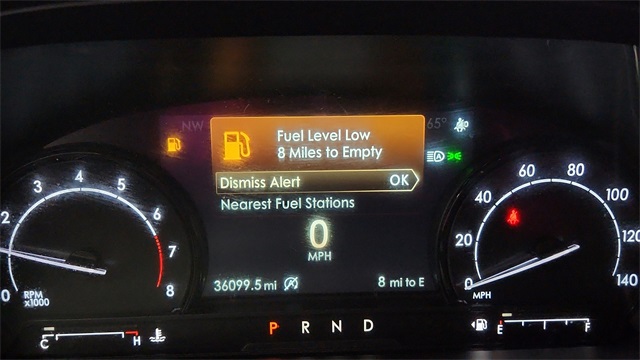 NW
65°
Fuel Level Low
8 Miles to Empty
Dismiss Alert OK
Nearest Fuel Stations
0
MPH
36099.5 mi
8 mi to E
0 2 3 4 5 6 7 8
RPM
x1000
0 20 40 60 80 100 120 140
MPH
C H
P R N D
E F